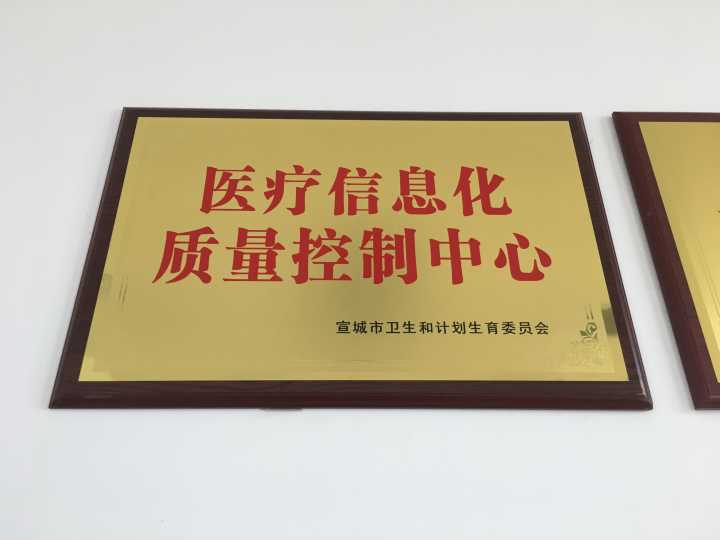 医疗信息化
质量控制中心
宣城市卫生和计划生育委员会